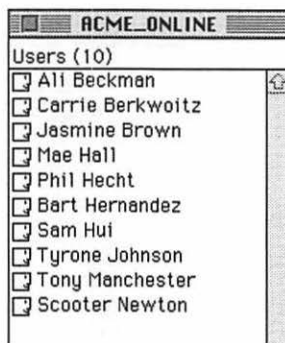 ACME_ONLINE
Users (10)
Ali Beckman
Carrie Berkwoitz
Jasmine Brown
Mae Hall
Phil Hecht
Bart Hernandez
Sam Hui
Tyrone Johnson
Tony Manchester
Scooter Newton